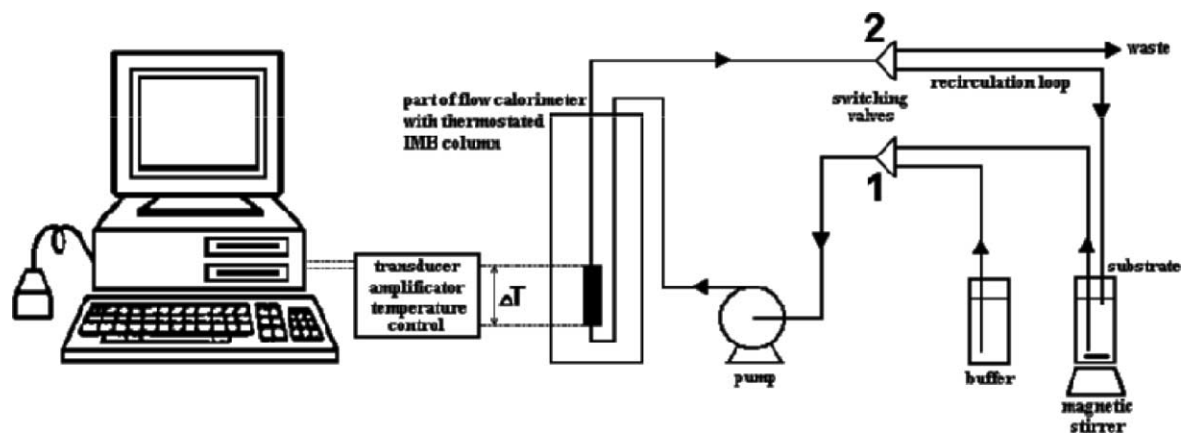 2
waste
recirculation loop
part of flow calorimeter
with thermostated
IMB column
switching
valves
1
transducer
amplificator
temperature
control
ΔT
substrate
pump
buffer
magnetic
stirrer